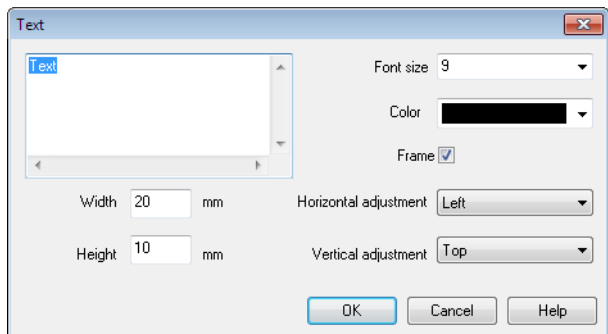 Text
Text
Font size 9
Color
Frame
Width 20 mm
Horizontal adjustment Left
Height 10 mm
Vertical adjustment Top
OK Cancel Help